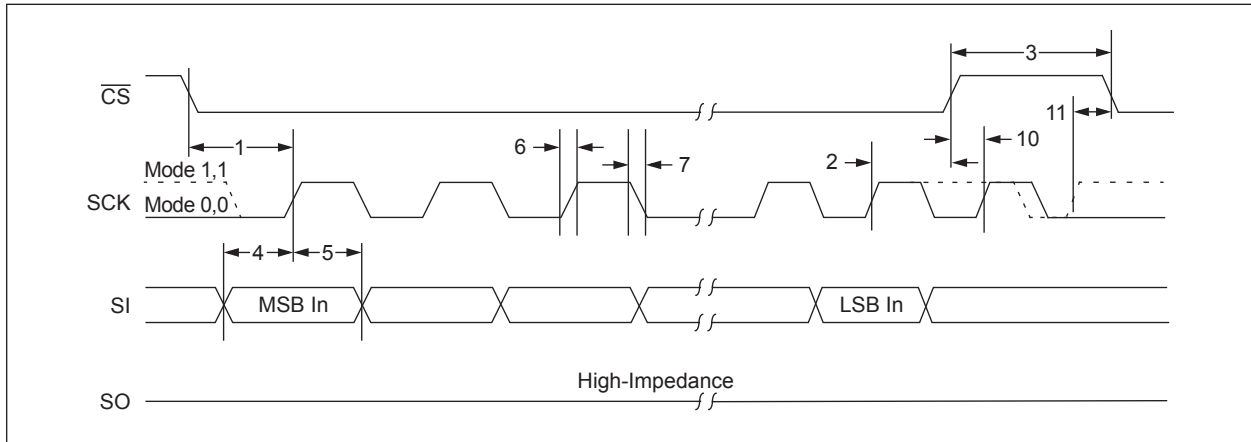 3
CS
11
1
6
7
2
10
Mode 1,1
SCK
Mode 0,0
4
5
SI
MSB In
LSB In
High-Impedance
SO